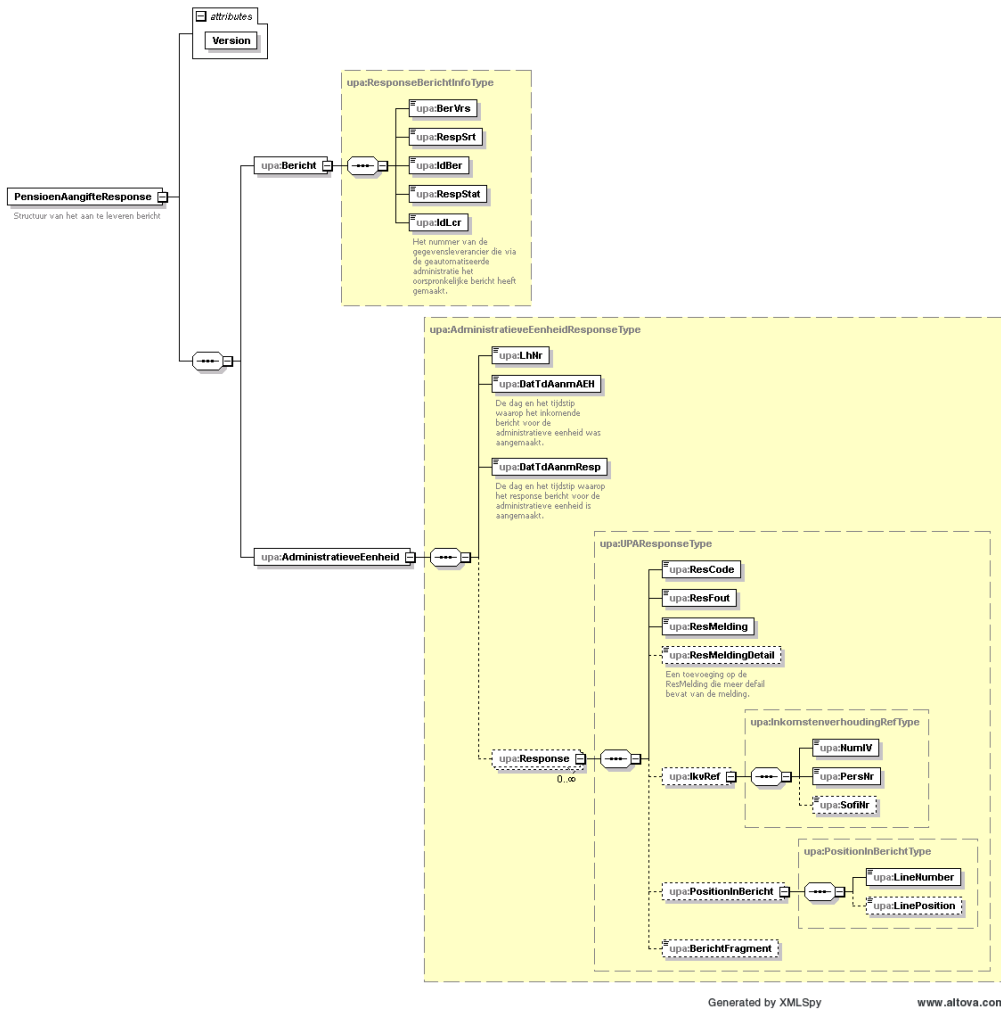 attributes
Version
upa:ResponseBerichtInfoType
upa:BerVrs
upa:RespSrt
upa:Bericht
upa:IdBer
upa:RespStat
PensioenAangifteResponse
Structuur van het aan te leveren bericht
upa:IdLcr
Het nummer van de
gegevensleverancier die via
de geautomatiseerde
administratie het
oorspronkelijke bericht heeft
gemaakt.
upa:AdministratieveEenheidResponseType
upa:LhNr
upa:DatTdAanmAEH
De dag en het tijdstip
waarop het inkomende
bericht voor de
administratieve eenheid was
aangemaakt.
upa:DatTdAanmResp
De dag en het tijdstip waarop
het response bericht voor de
administratieve eenheid is
aangemaakt.
upa:AdministratieveEenheid
upa:UPAResponseType
upa:ResCode
upa:ResFout
upa:ResMelding
upa:ResMeldingDetail
Een toevoeging op de
ResMelding die meer defail
bevat van de melding.
upa:InkomstenverhoudingRefType
upa:NumIV
upa:Response
0..∞
upa:IkvRef
upa:PersNr
upa:SofiNr
upa:PositionInBerichtType
upa:LineNumber
upa:PositionInBericht
upa:LinePosition
upa:BerichtFragment
Generated by XMLSpy
www.altova.com